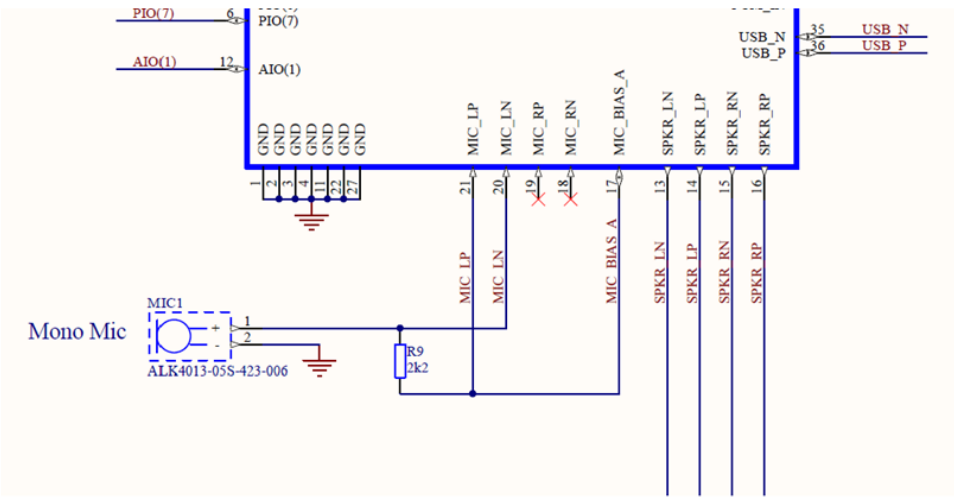 PIO(7)
6
PIO(7)
AIO(1)
12
AIO(1)
35
USB_N
USB_N
36
USB_P
USB_P
GND
GND
GND
GND
GND
GND
GND
MIC_LP
MIC_LN
MIC_RP
MIC_RN
MIC_BIAS_A
SPKR_LN
SPKR_LP
SPKR_RN
SPKR_RP
1
2
3
4
11
22
27
21
20
19
18
17
13
14
15
16
MIC_LP
MIC_LN
MIC_BIAS_A
SPKR_LN
SPKR_LP
SPKR_RN
SPKR_RP
MIC1
Mono Mic
+
1
-
2
ALK4013-05S-423-006
R9
2k2